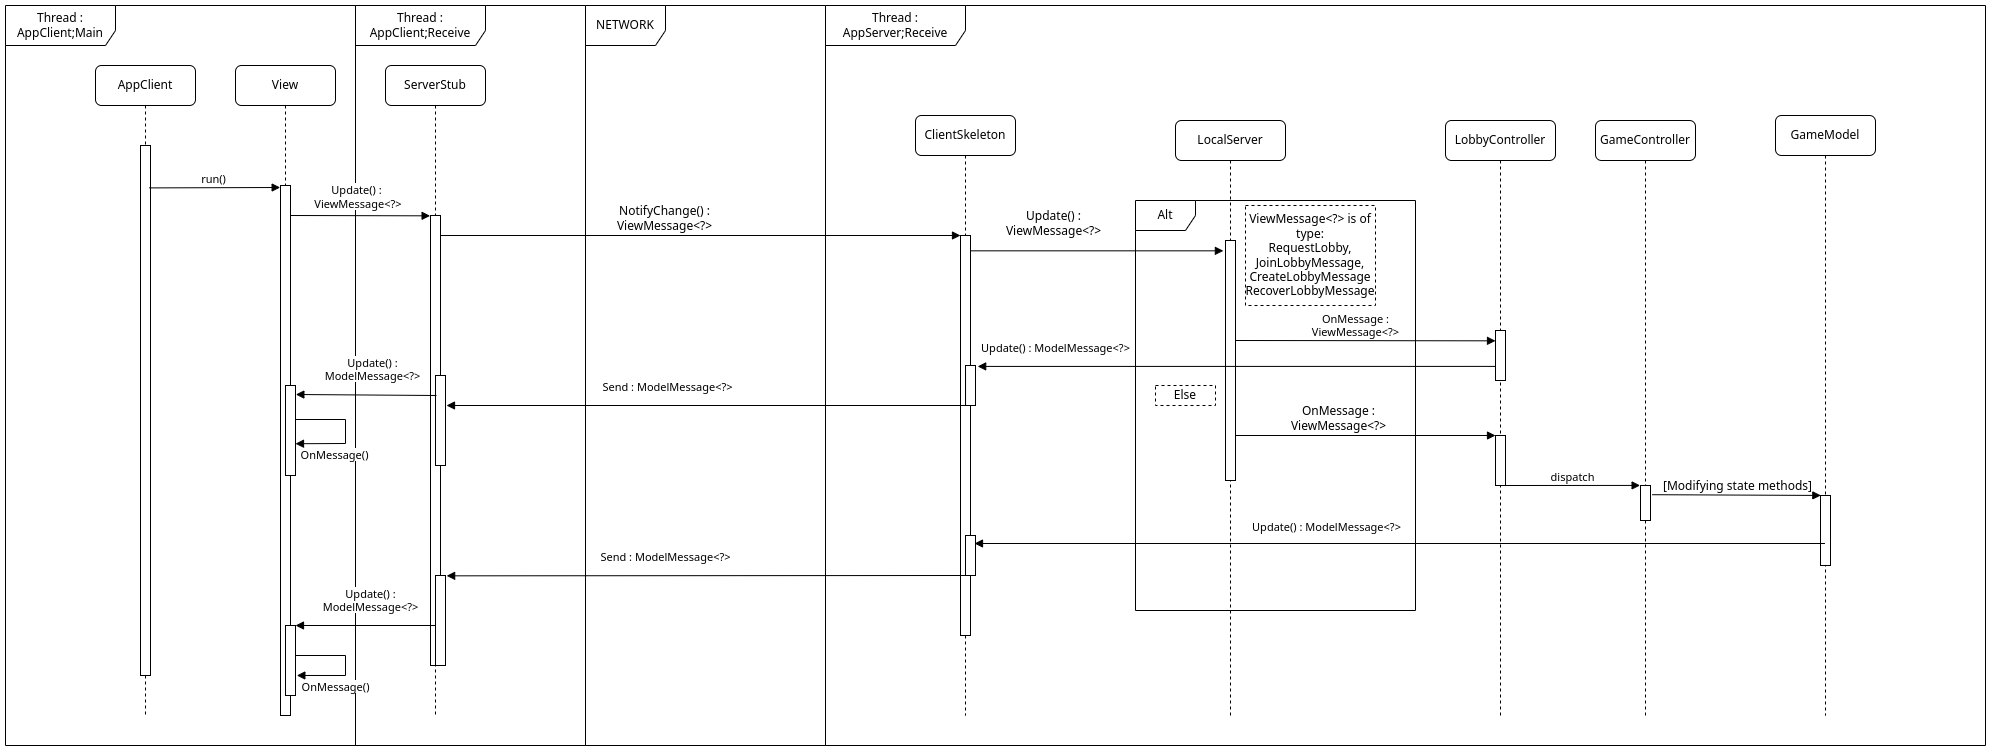 Thread :
AppClient;Main
Thread :
AppClient;Receive
NETWORK
Thread :
AppServer;Receive
AppClient
View
ServerStub
ClientSkeleton
LocalServer
LobbyController
GameController
GameModel
run()
Update() :
ViewMessage<?>
NotifyChange() :
ViewMessage<?>
Update() :
ViewMessage<?>
Alt
ViewMessage<?> is of
type:
RequestLobby,
JoinLobbyMessage,
CreateLobbyMessage
RecoverLobbyMessage
OnMessage :
ViewMessage<?>
Update() : ModelMessage<?>
Update() :
ModelMessage<?>
Send : ModelMessage<?>
Else
OnMessage :
ViewMessage<?>
OnMessage()
dispatch
[Modifying state methods]
Update() : ModelMessage<?>
Send : ModelMessage<?>
Update() :
ModelMessage<?>
OnMessage()